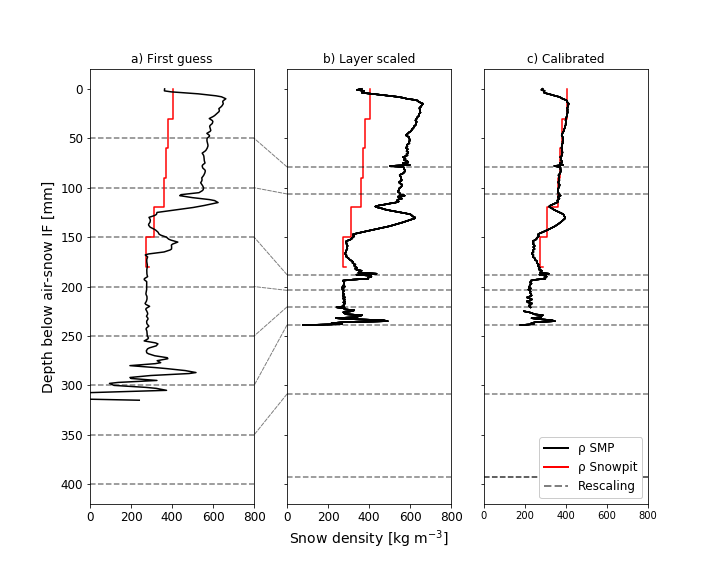 a) First guess
b) Layer scaled
c) Calibrated
0
50
100
150
200
250
300
350
400
Depth below air-snow IF [mm]
0 200 400 600 800
0 200 400 600 800
0 200 400 600 800
Snow density [kg m⁻³]
ρ SMP
ρ Snowpit
Rescaling